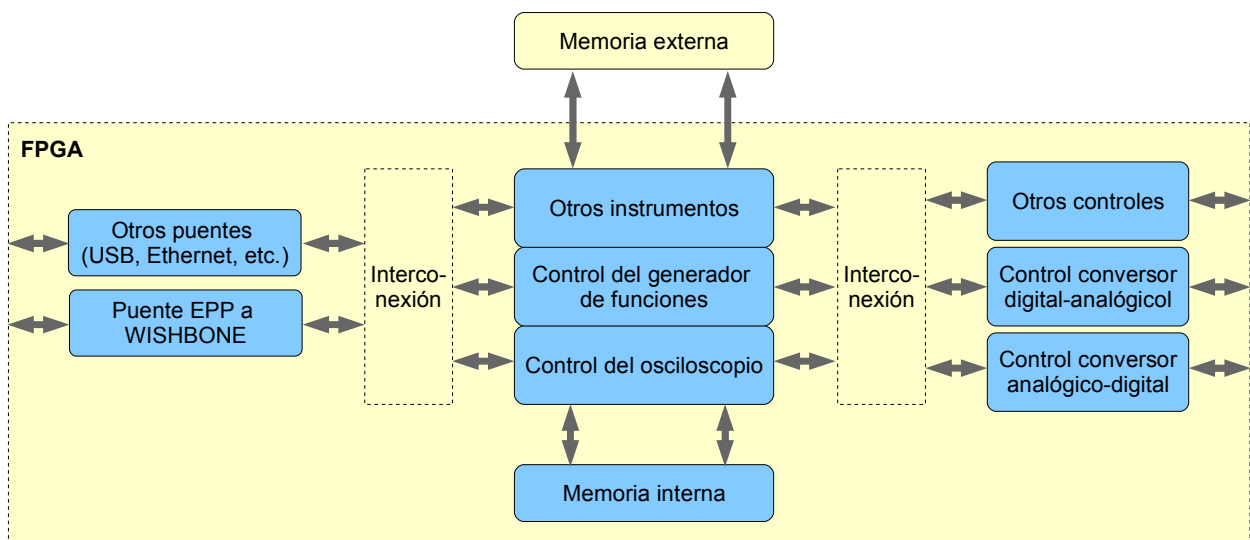 Memoria externa
FPGA
Otros puentes
(USB, Ethernet, etc.)
Puente EPP a
WISHBONE
Interco-
nexión
Otros instrumentos
Control del generador
de funciones
Control del osciloscopio
Interco-
nexión
Otros controles
Control conversor
digital-analógicol
Control conversor
analógico-digital
Memoria interna